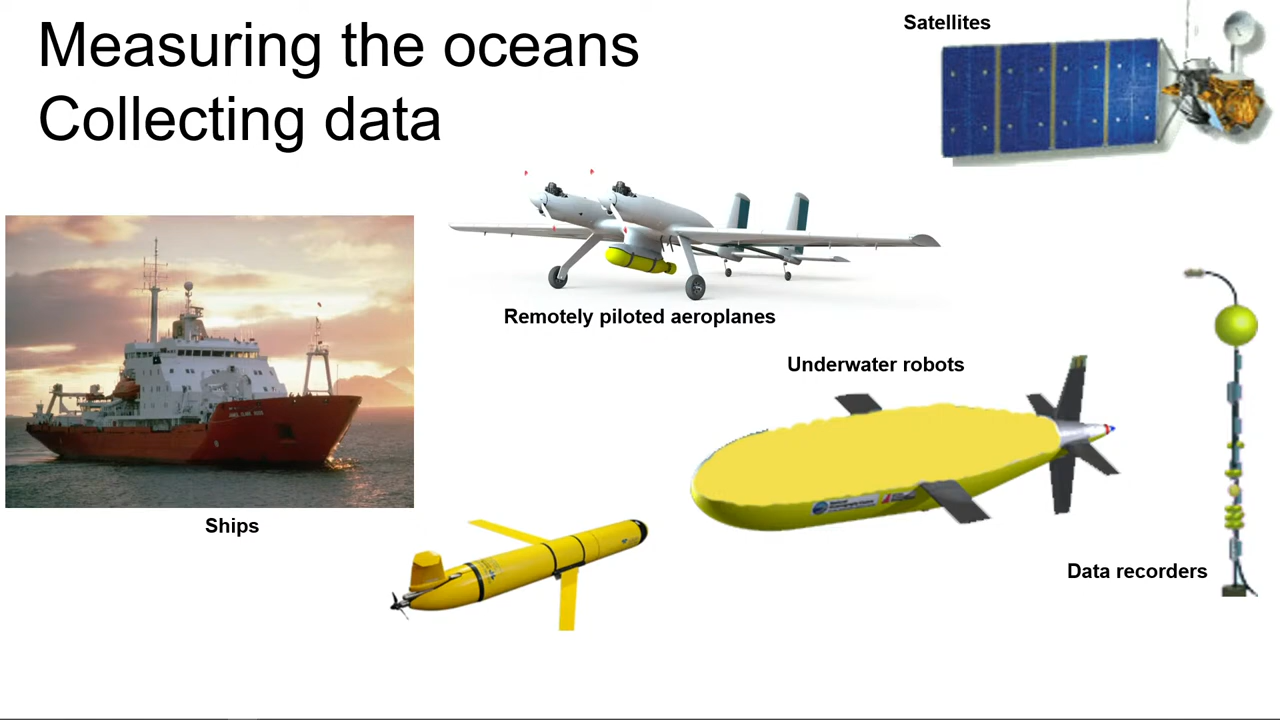 Measuring the oceans
Collecting data
Satellites
Remotely piloted aeroplanes
Underwater robots
Ships
Data recorders